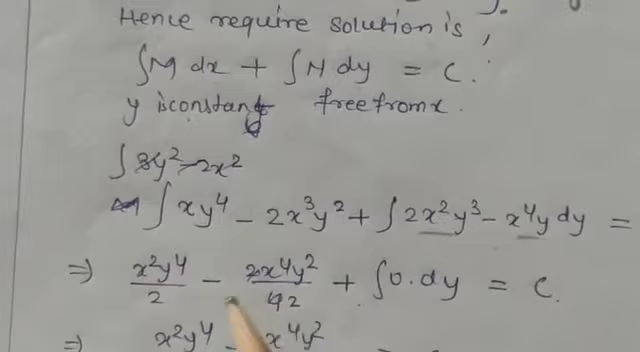 Hence require solution is,
∫M dx + ∫N dy = C.
y is constant free from x.
∫ 3y² - 2x²
∫ xy⁴ - 2x³y² + ∫ 2x²y³ - x⁴y dy =
⇒ x²y⁴/2 - 2x⁴y²/42 + ∫0.dy = C.
⇒ x²y⁴ - x⁴y²